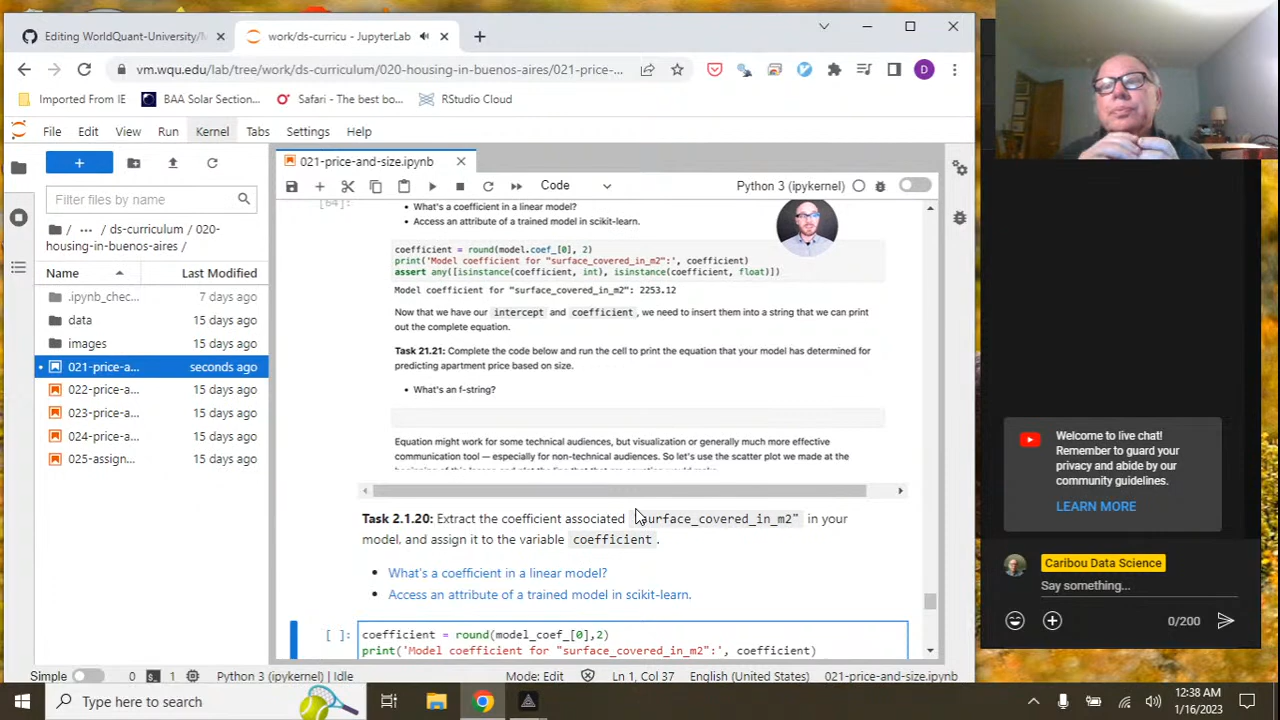 Editing WorldQuant-University/
work/ds-curricu - JupyterLab
vm.wqu.edu/lab/tree/work/ds-curriculum/020-housing-in-buenos-aires/021-price-...
D
Imported From IE
BAA Solar Section...
Safari - The best bo...
RStudio Cloud
File Edit View Run Kernel Tabs Settings Help
021-price-and-size.ipynb
Code
Python 3 (ipykernel)
Filter files by name
/ ... / ds-curriculum / 020-
housing-in-buenos-aires /
Name Last Modified
.ipynb_chec... 7 days ago
data 15 days ago
images 15 days ago
021-price-a... seconds ago
022-price-a... 15 days ago
023-price-a... 15 days ago
024-price-a... 15 days ago
025-assign... 15 days ago
[64]:
• What's a coefficient in a linear model?
• Access an attribute of a trained model in scikit-learn.
coefficient = round(model.coef_[0], 2)
print('Model coefficient for "surface_covered_in_m2":', coefficient)
assert any([isinstance(coefficient, int), isinstance(coefficient, float)])
Model coefficient for "surface_covered_in_m2": 2253.12
Now that we have our intercept and coefficient, we need to insert them into a string that we can print
out the complete equation.
Task 21.21: Complete the code below and run the cell to print the equation that your model has determined for
predicting apartment price based on size.
• What's an f-string?
Equation might work for some technical audiences, but visualization or generally much more effective
communication tool — especially for non-technical audiences. So let's use the scatter plot we made at the
Task 2.1.20: Extract the coefficient associated "surface_covered_in_m2" in your
model, and assign it to the variable coefficient.
• What's a coefficient in a linear model?
• Access an attribute of a trained model in scikit-learn.
[ ]:
coefficient = round(model_coef_[0],2)
print('Model coefficient for "surface_covered_in_m2":', coefficient)
Simple 0 1 Python 3 (ipykernel) | Idle
Mode: Edit Ln 1, Col 37 English (United States) 021-price-and-size.ipynb
Welcome to live chat!
Remember to guard your
privacy and abide by our
community guidelines.
LEARN MORE
Caribou Data Science
Say something...
0/200
Type here to search
12:38 AM
1/16/2023